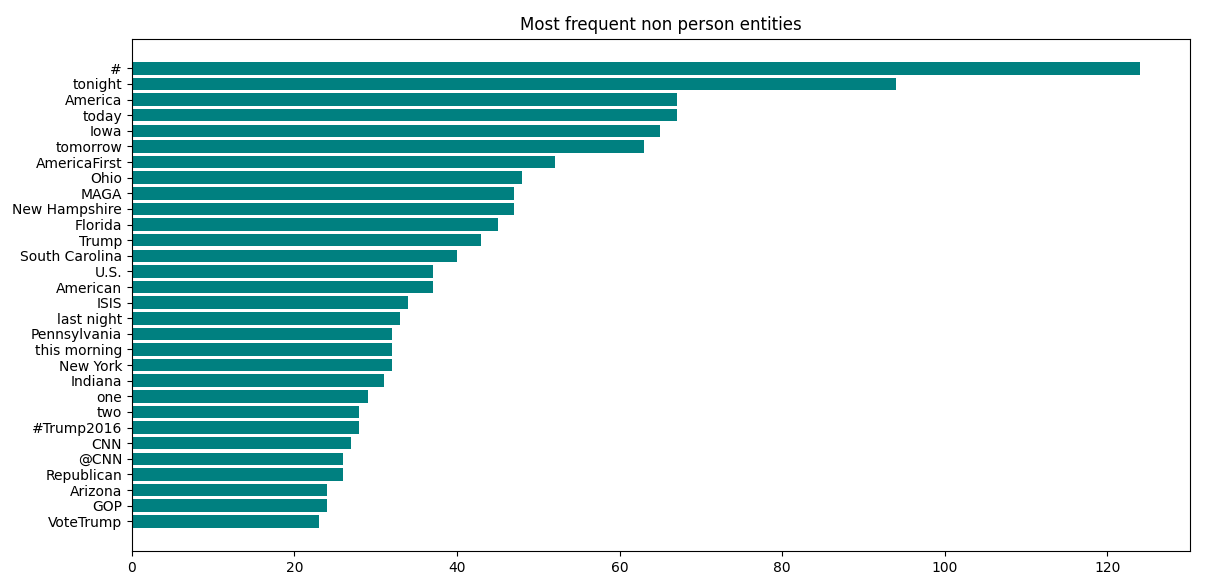 Most frequent non person entities
#
tonight
America
today
Iowa
tomorrow
AmericaFirst
Ohio
MAGA
New Hampshire
Florida
Trump
South Carolina
U.S.
American
ISIS
last night
Pennsylvania
this morning
New York
Indiana
one
two
#Trump2016
CNN
@CNN
Republican
Arizona
GOP
VoteTrump
0 20 40 60 80 100 120